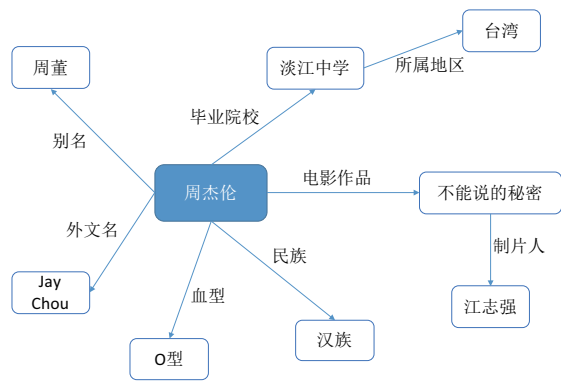 台湾
周董
淡江中学
所属地区
毕业院校
别名
周杰伦
电影作品
不能说的秘密
外文名
民族
制片人
Jay
Chou
血型
江志强
汉族
O型